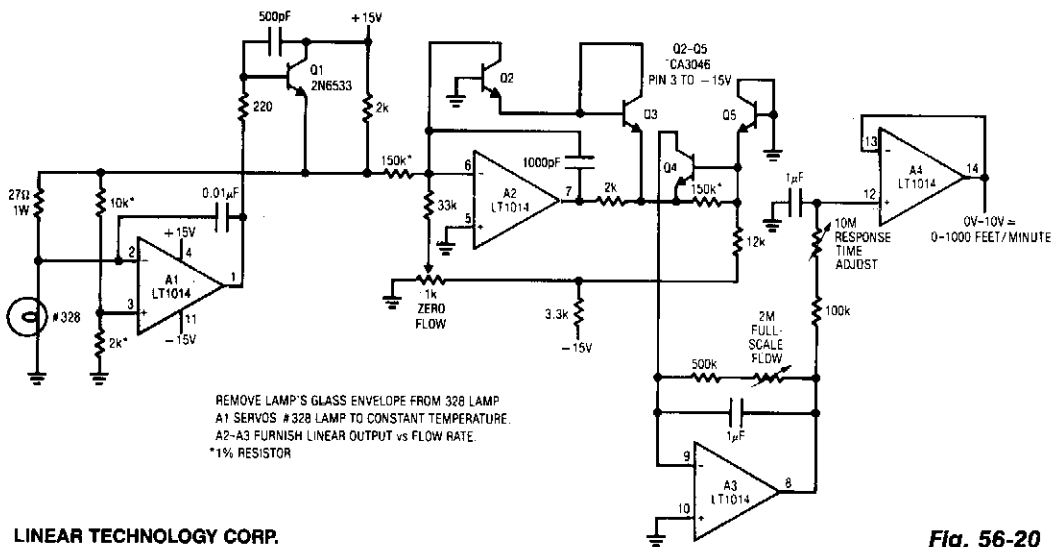 500pF
+15V
Q1
2N6533
220
2k
Q2
Q2–Q5
CA3046
PIN 3 TO −15V
Q3
Q5
Q4
150k*
27Ω
1W
10k*
0.01µF
+15V
4
2
−
A1
LT1014
1
3
+
11
−15V
#328
2k*
6
−
A2
LT1014
7
5
+
1000pF
33k
2k
150k*
12k
1k
ZERO
FLOW
3.3k
−15V
1µF
13
−
A4
LT1014
14
12
+
0V–10V =
0–1000 FEET/MINUTE
10M
RESPONSE
TIME
ADJUST
100k
2M
FULL-
SCALE
FLOW
500k
1µF
9
−
A3
LT1014
8
10
+
REMOVE LAMP'S GLASS ENVELOPE FROM 328 LAMP
A1 SERVOS #328 LAMP TO CONSTANT TEMPERATURE.
A2-A3 FURNISH LINEAR OUTPUT vs FLOW RATE.
*1% RESISTOR
LINEAR TECHNOLOGY CORP.
Fig. 56-20